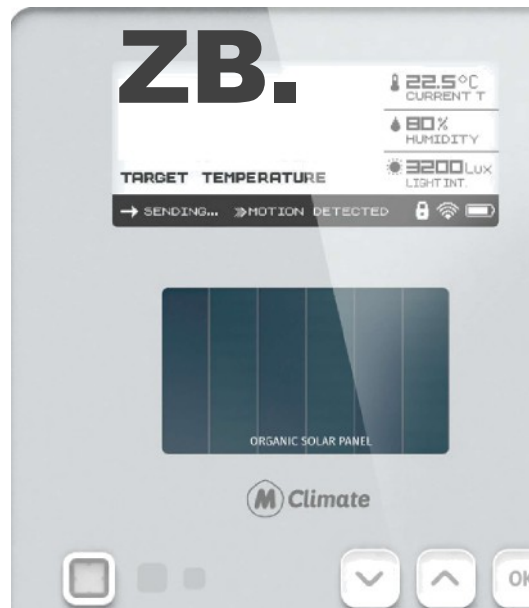 ZB.
22.5°C
CURRENT T
80%
HUMIDITY
3200Lux
LIGHT INT.
TARGET TEMPERATURE
→ SENDING... »MOTION DETECTED
ORGANIC SOLAR PANEL
M Climate
OK